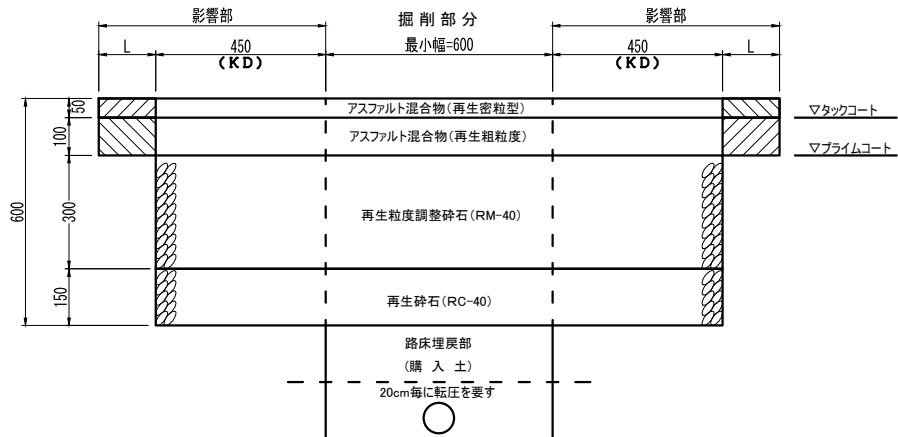 影響部
掘削部分
影響部
L
450
最小幅=600
450
L
(KD)
(KD)
50
アスファルト混合物(再生密粒型)
▽タックコート
100
アスファルト混合物(再生粗粒度)
▽プライムコート
600
300
再生粒度調整砕石(RM-40)
150
再生砕石(RC-40)
路床埋戻部
(購 入 土)
20cm毎に転圧を要す